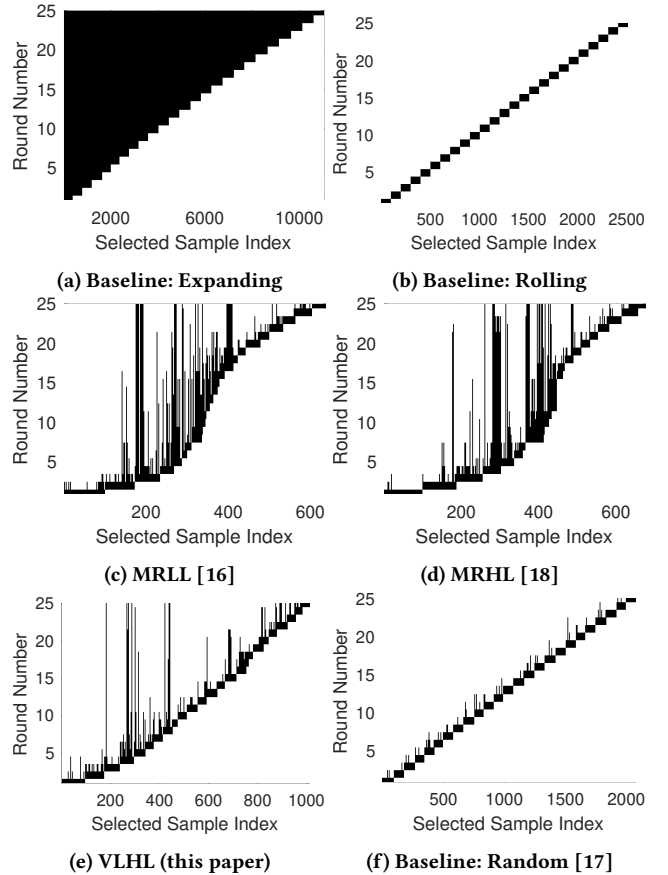 25
20
15
10
5
Round Number
2000 6000 10000
Selected Sample Index
(a) Baseline: Expanding
25
20
15
10
5
Round Number
500 1000 1500 2000 2500
Selected Sample Index
(b) Baseline: Rolling
25
20
15
10
5
Round Number
200 400 600
Selected Sample Index
(c) MRLL [16]
25
20
15
10
5
Round Number
200 400 600
Selected Sample Index
(d) MRHL [18]
25
20
15
10
5
Round Number
200 400 600 800 1000
Selected Sample Index
(e) VLHL (this paper)
25
20
15
10
5
Round Number
500 1000 1500 2000
Selected Sample Index
(f) Baseline: Random [17]